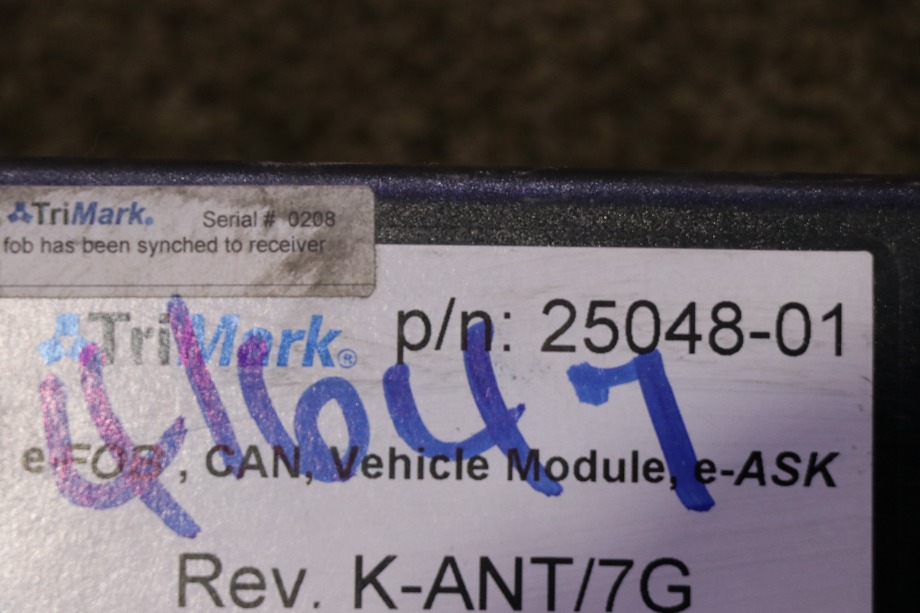 TriMark® Serial # 0208
fob has been synched to receiver
TriMark® p/n: 25048-01
41647
e-FOB, CAN, Vehicle Module, e-ASK
Rev. K-ANT/7G